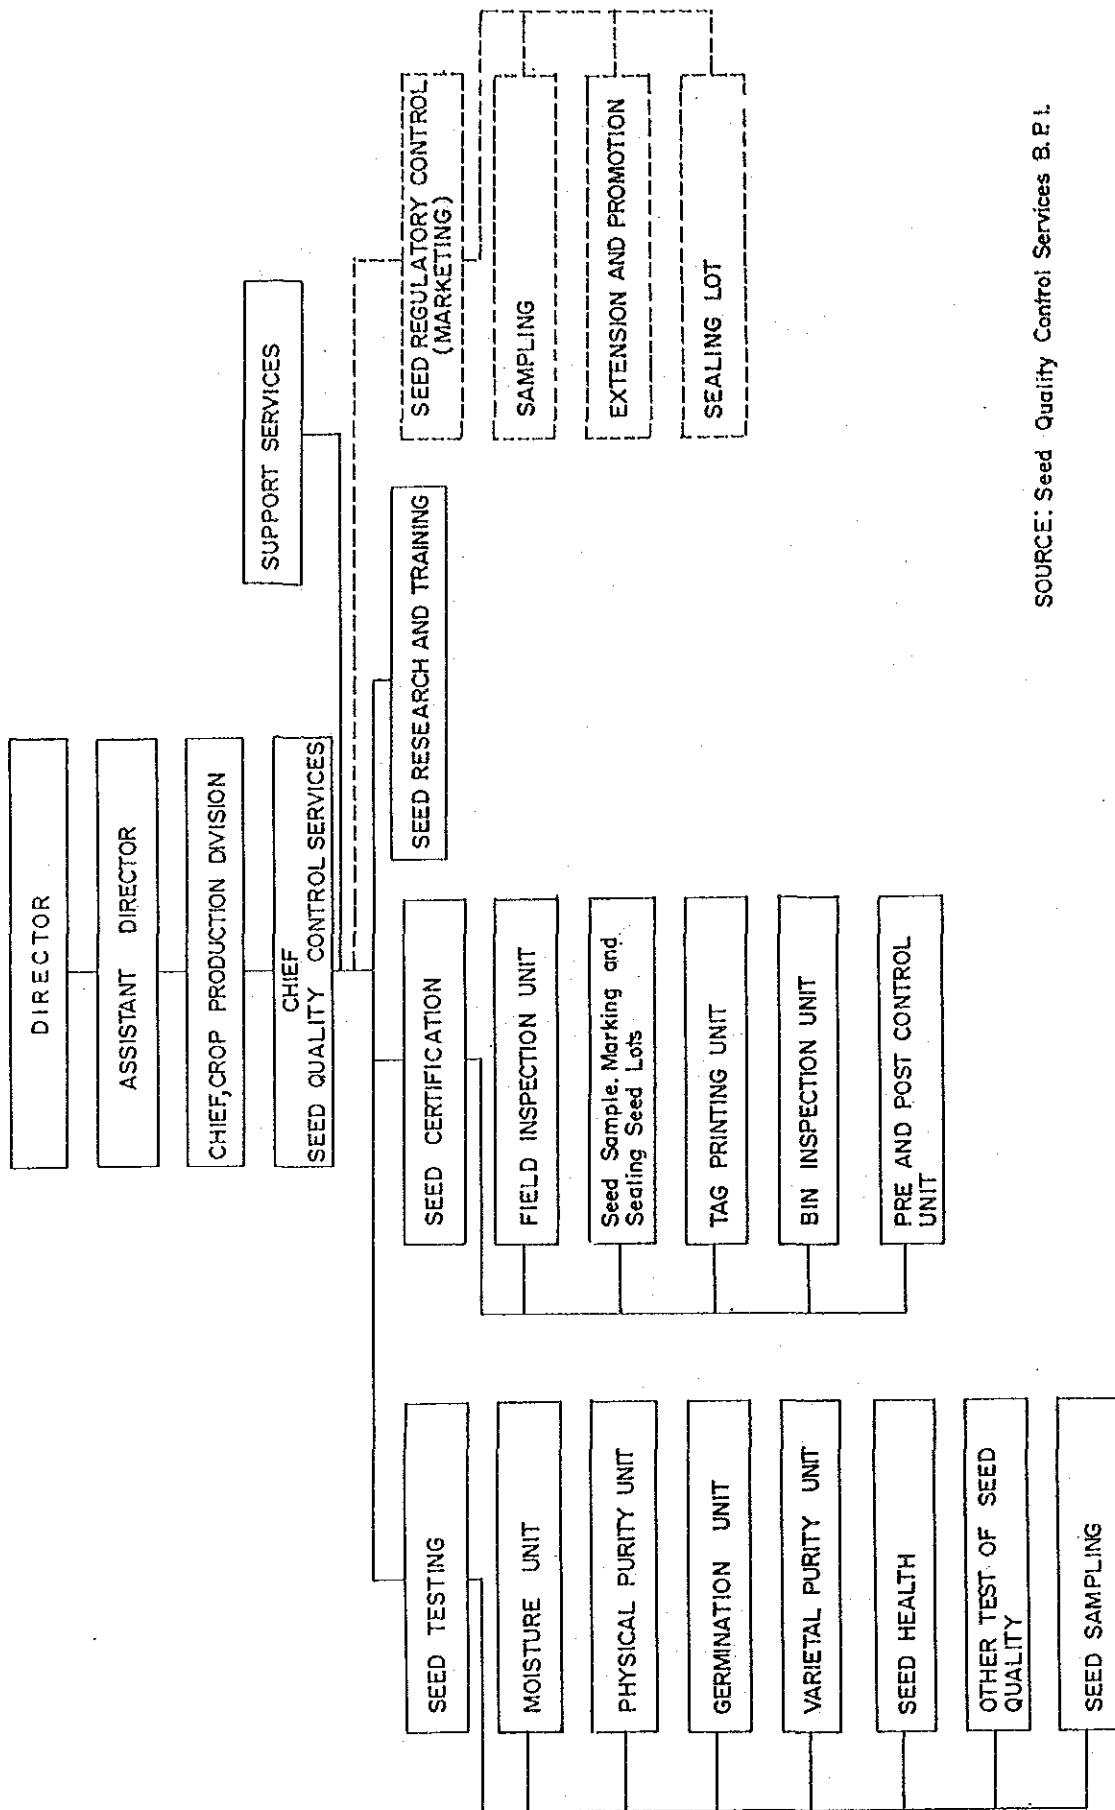 DIRECTOR
ASSISTANT DIRECTOR
CHIEF, CROP PRODUCTION DIVISION
CHIEF
SEED QUALITY CONTROL SERVICES
SUPPORT SERVICES
SEED TESTING
MOISTURE UNIT
PHYSICAL PURITY UNIT
GERMINATION UNIT
VARIETAL PURITY UNIT
SEED HEALTH
OTHER TEST OF SEED
QUALITY
SEED SAMPLING
SEED CERTIFICATION
FIELD INSPECTION UNIT
Seed Sample, Marking and
Sealing Seed Lots
TAG PRINTING UNIT
BIN INSPECTION UNIT
PRE AND POST CONTROL
UNIT
SEED RESEARCH AND TRAINING
SEED REGULATORY CONTROL
(MARKETING)
SAMPLING
EXTENSION AND PROMOTION
SEALING LOT
SOURCE: Seed Quality Control Services B.P.I.